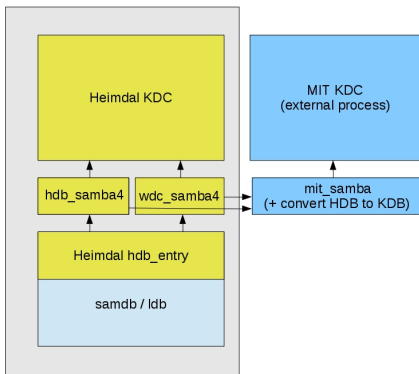 Heimdal KDC
MIT KDC
(external process)
hdb_samba4
wdc_samba4
mit_samba
(+ convert HDB to KDB)
Heimdal hdb_entry
samdb / ldb